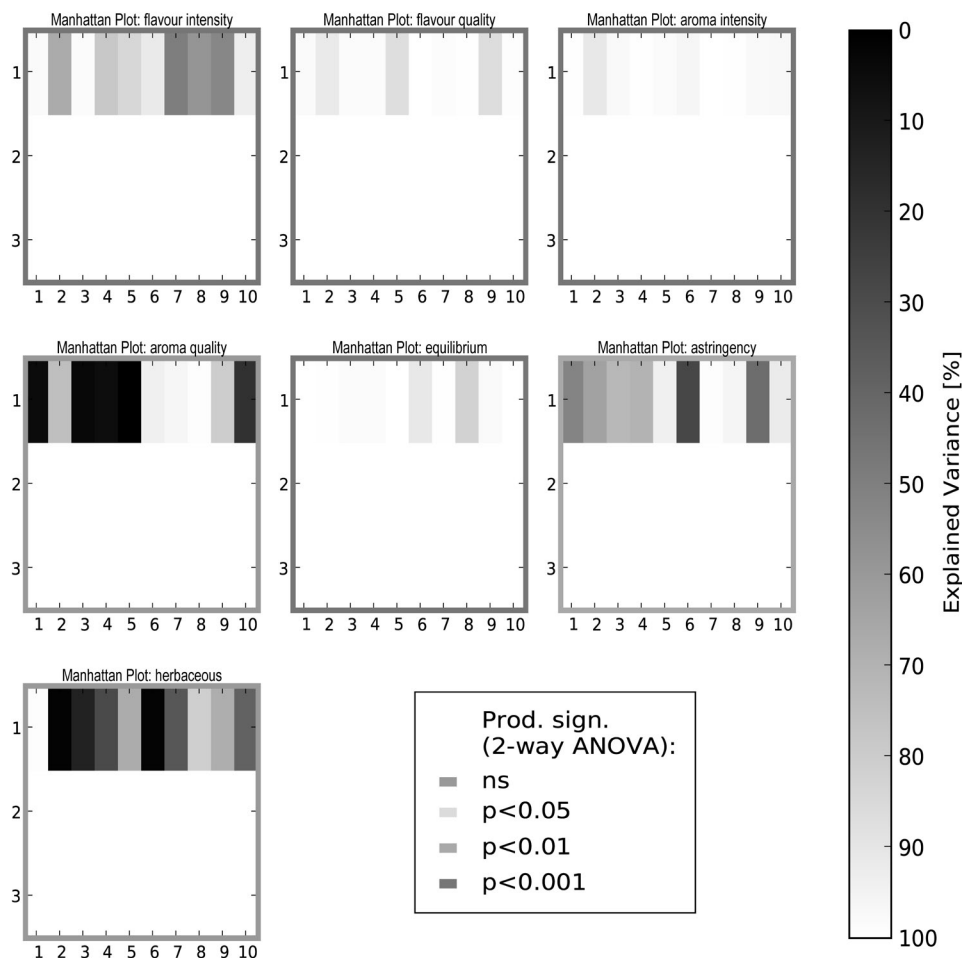 Manhattan Plot: flavour intensity
1
2
3
1 2 3 4 5 6 7 8 9 10
Manhattan Plot: flavour quality
1
2
3
1 2 3 4 5 6 7 8 9 10
Manhattan Plot: aroma intensity
1
2
3
1 2 3 4 5 6 7 8 9 10
Manhattan Plot: aroma quality
1
2
3
1 2 3 4 5 6 7 8 9 10
Manhattan Plot: equilibrium
1
2
3
1 2 3 4 5 6 7 8 9 10
Manhattan Plot: astringency
1
2
3
1 2 3 4 5 6 7 8 9 10
Manhattan Plot: herbaceous
1
2
3
1 2 3 4 5 6 7 8 9 10
Prod. sign.
(2-way ANOVA):
ns
p<0.05
p<0.01
p<0.001
0
10
20
30
40
50
60
70
80
90
100
Explained Variance [%]